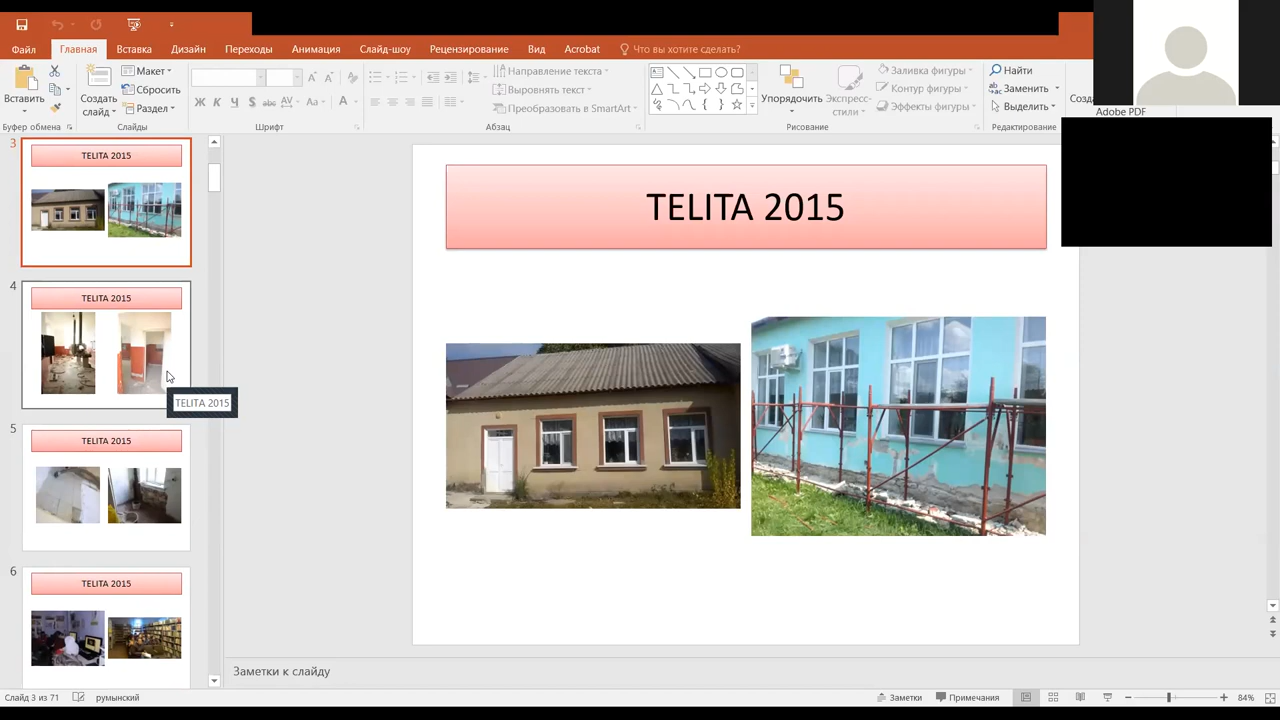 Файл Главная Вставка Дизайн Переходы Анимация Слайд-шоу Рецензирование Вид Acrobat Что вы хотите сделать?
Вставить
Создать слайд
Макет
Сбросить
Раздел
Ж К Ч S abc AV Aa А
Направление текста
Выровнять текст
Преобразовать в SmartArt
Упорядочить
Экспресс-стили
Заливка фигуры
Контур фигуры
Эффекты фигуры
Найти
Заменить
Выделить
Adobe PDF
Буфер обмена Слайды Шрифт Абзац Рисование Редактирование
3
TELITA 2015
4
TELITA 2015
TELITA 2015
5
TELITA 2015
6
TELITA 2015
TELITA 2015
Заметки к слайду
Слайд 3 из 71 румынский Заметки Примечания 84%